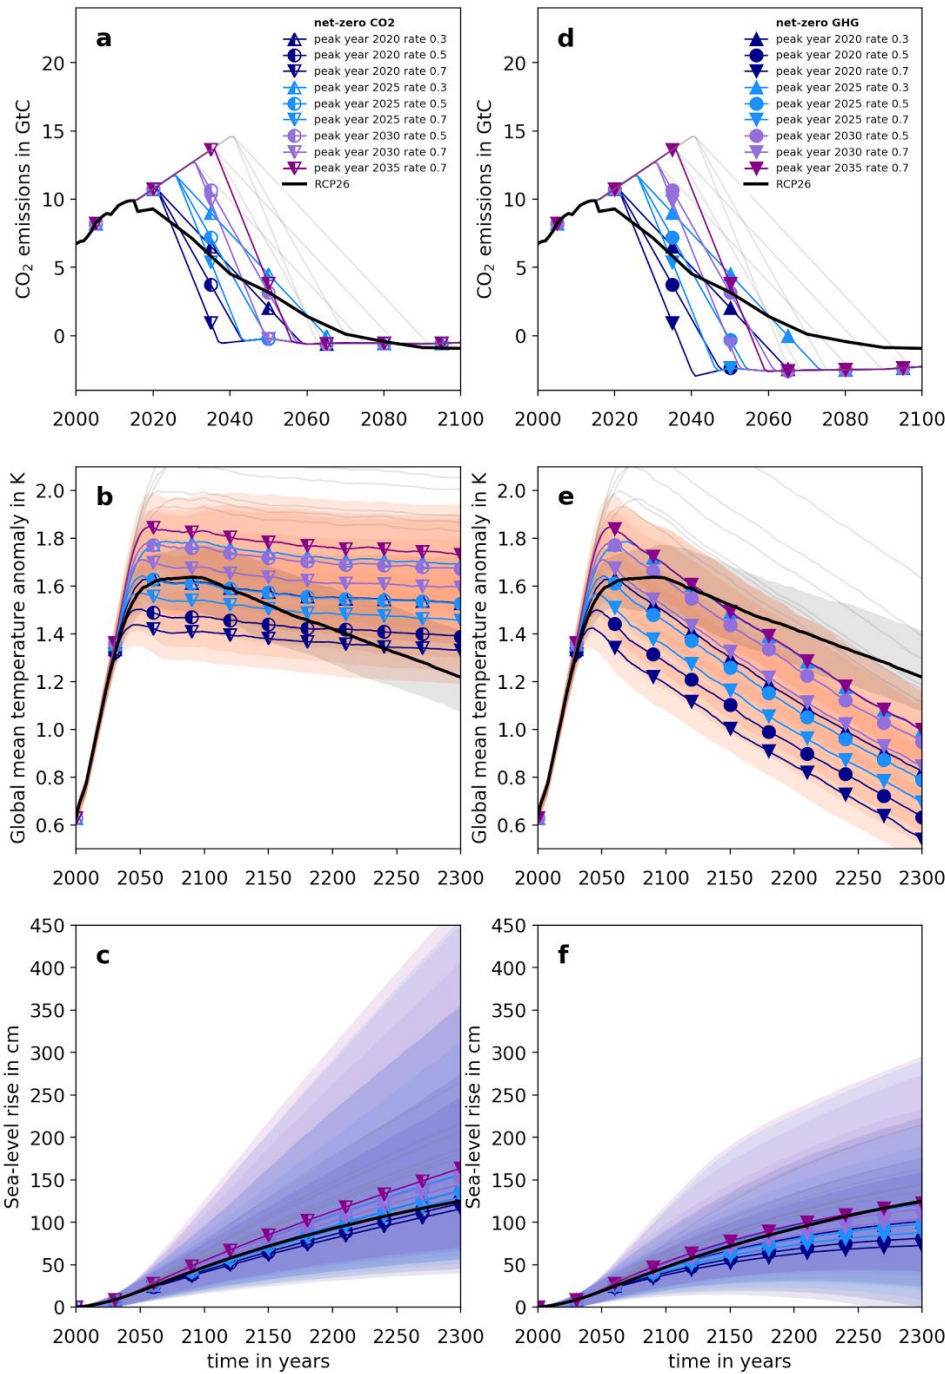 a
net-zero CO2
peak year 2020 rate 0.3
peak year 2020 rate 0.5
peak year 2020 rate 0.7
peak year 2025 rate 0.3
peak year 2025 rate 0.5
peak year 2025 rate 0.7
peak year 2030 rate 0.5
peak year 2030 rate 0.7
peak year 2035 rate 0.7
RCP26
CO₂ emissions in GtC
20
15
10
5
0
2000 2020 2040 2060 2080 2100
d
net-zero GHG
peak year 2020 rate 0.3
peak year 2020 rate 0.5
peak year 2020 rate 0.7
peak year 2025 rate 0.3
peak year 2025 rate 0.5
peak year 2025 rate 0.7
peak year 2030 rate 0.5
peak year 2030 rate 0.7
peak year 2035 rate 0.7
RCP26
CO₂ emissions in GtC
20
15
10
5
0
2000 2020 2040 2060 2080 2100
b
Global mean temperature anomaly in K
2.0
1.8
1.6
1.4
1.2
1.0
0.8
0.6
2000 2050 2100 2150 2200 2250 2300
e
Global mean temperature anomaly in K
2.0
1.8
1.6
1.4
1.2
1.0
0.8
0.6
2000 2050 2100 2150 2200 2250 2300
c
Sea-level rise in cm
450
400
350
300
250
200
150
100
50
0
2000 2050 2100 2150 2200 2250 2300
time in years
f
Sea-level rise in cm
450
400
350
300
250
200
150
100
50
0
2000 2050 2100 2150 2200 2250 2300
time in years